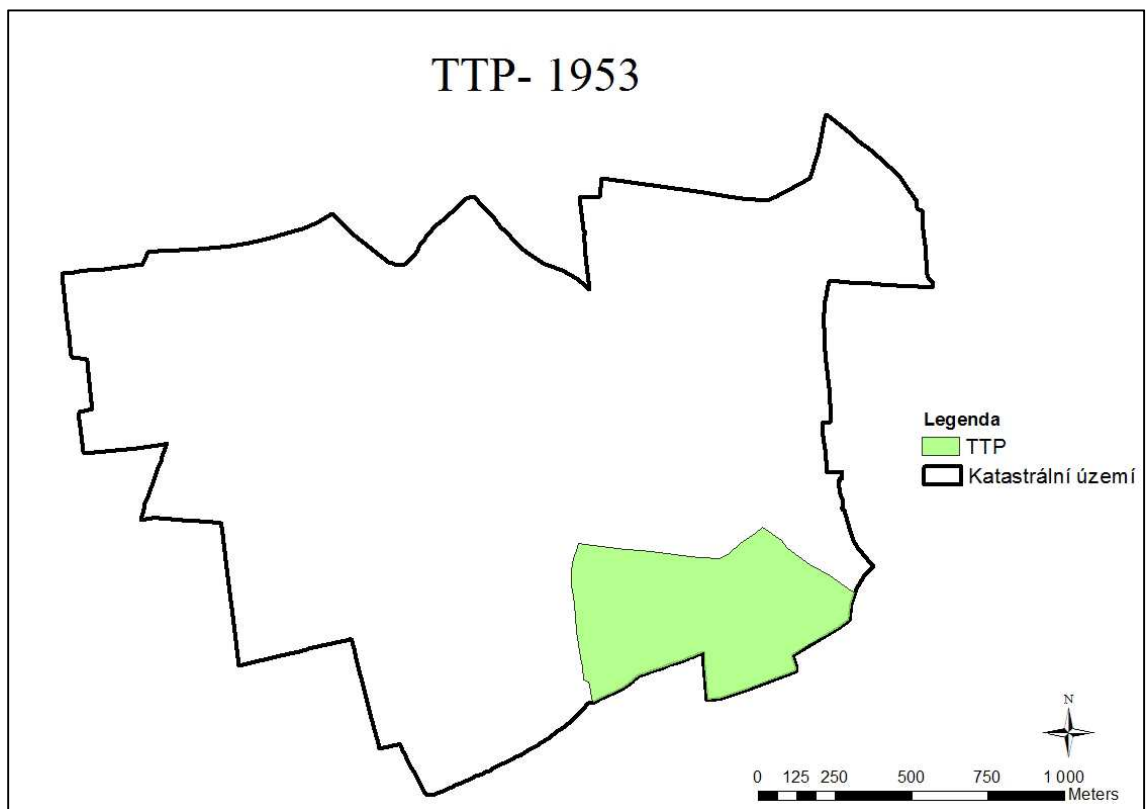 TTP- 1953
Legenda
TTP
Katastrální území
N
0 125 250 500 750 1 000
Meters